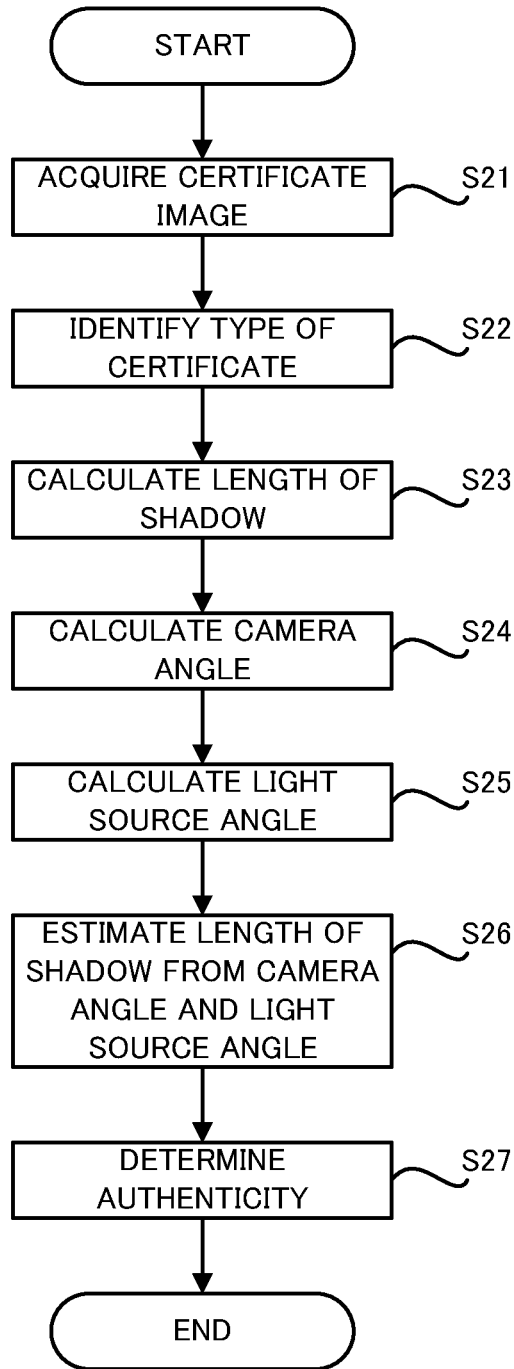 START
ACQUIRE CERTIFICATE
IMAGE
S21
IDENTIFY TYPE OF
CERTIFICATE
S22
CALCULATE LENGTH OF
SHADOW
S23
CALCULATE CAMERA
ANGLE
S24
CALCULATE LIGHT
SOURCE ANGLE
S25
ESTIMATE LENGTH OF
SHADOW FROM CAMERA
ANGLE AND LIGHT
SOURCE ANGLE
S26
DETERMINE
AUTHENTICITY
S27
END